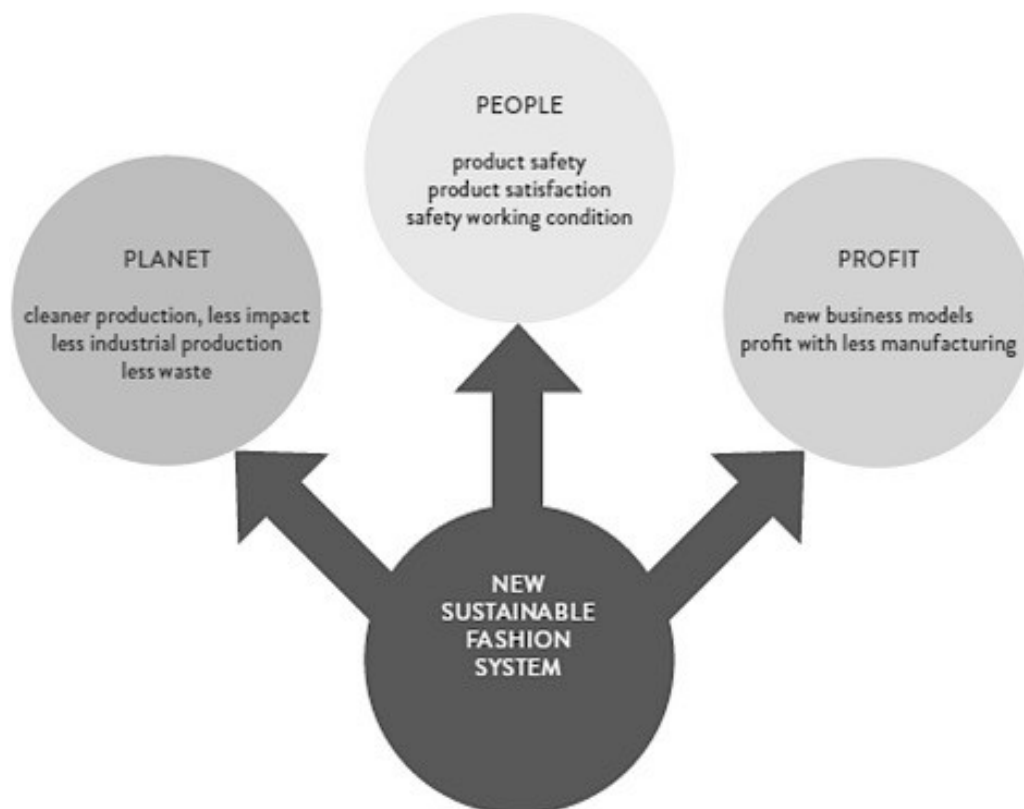 PEOPLE
product safety
product satisfaction
safety working condition
PLANET
cleaner production, less impact
less industrial production
less waste
PROFIT
new business models
profit with less manufacturing
NEW
SUSTAINABLE
FASHION
SYSTEM